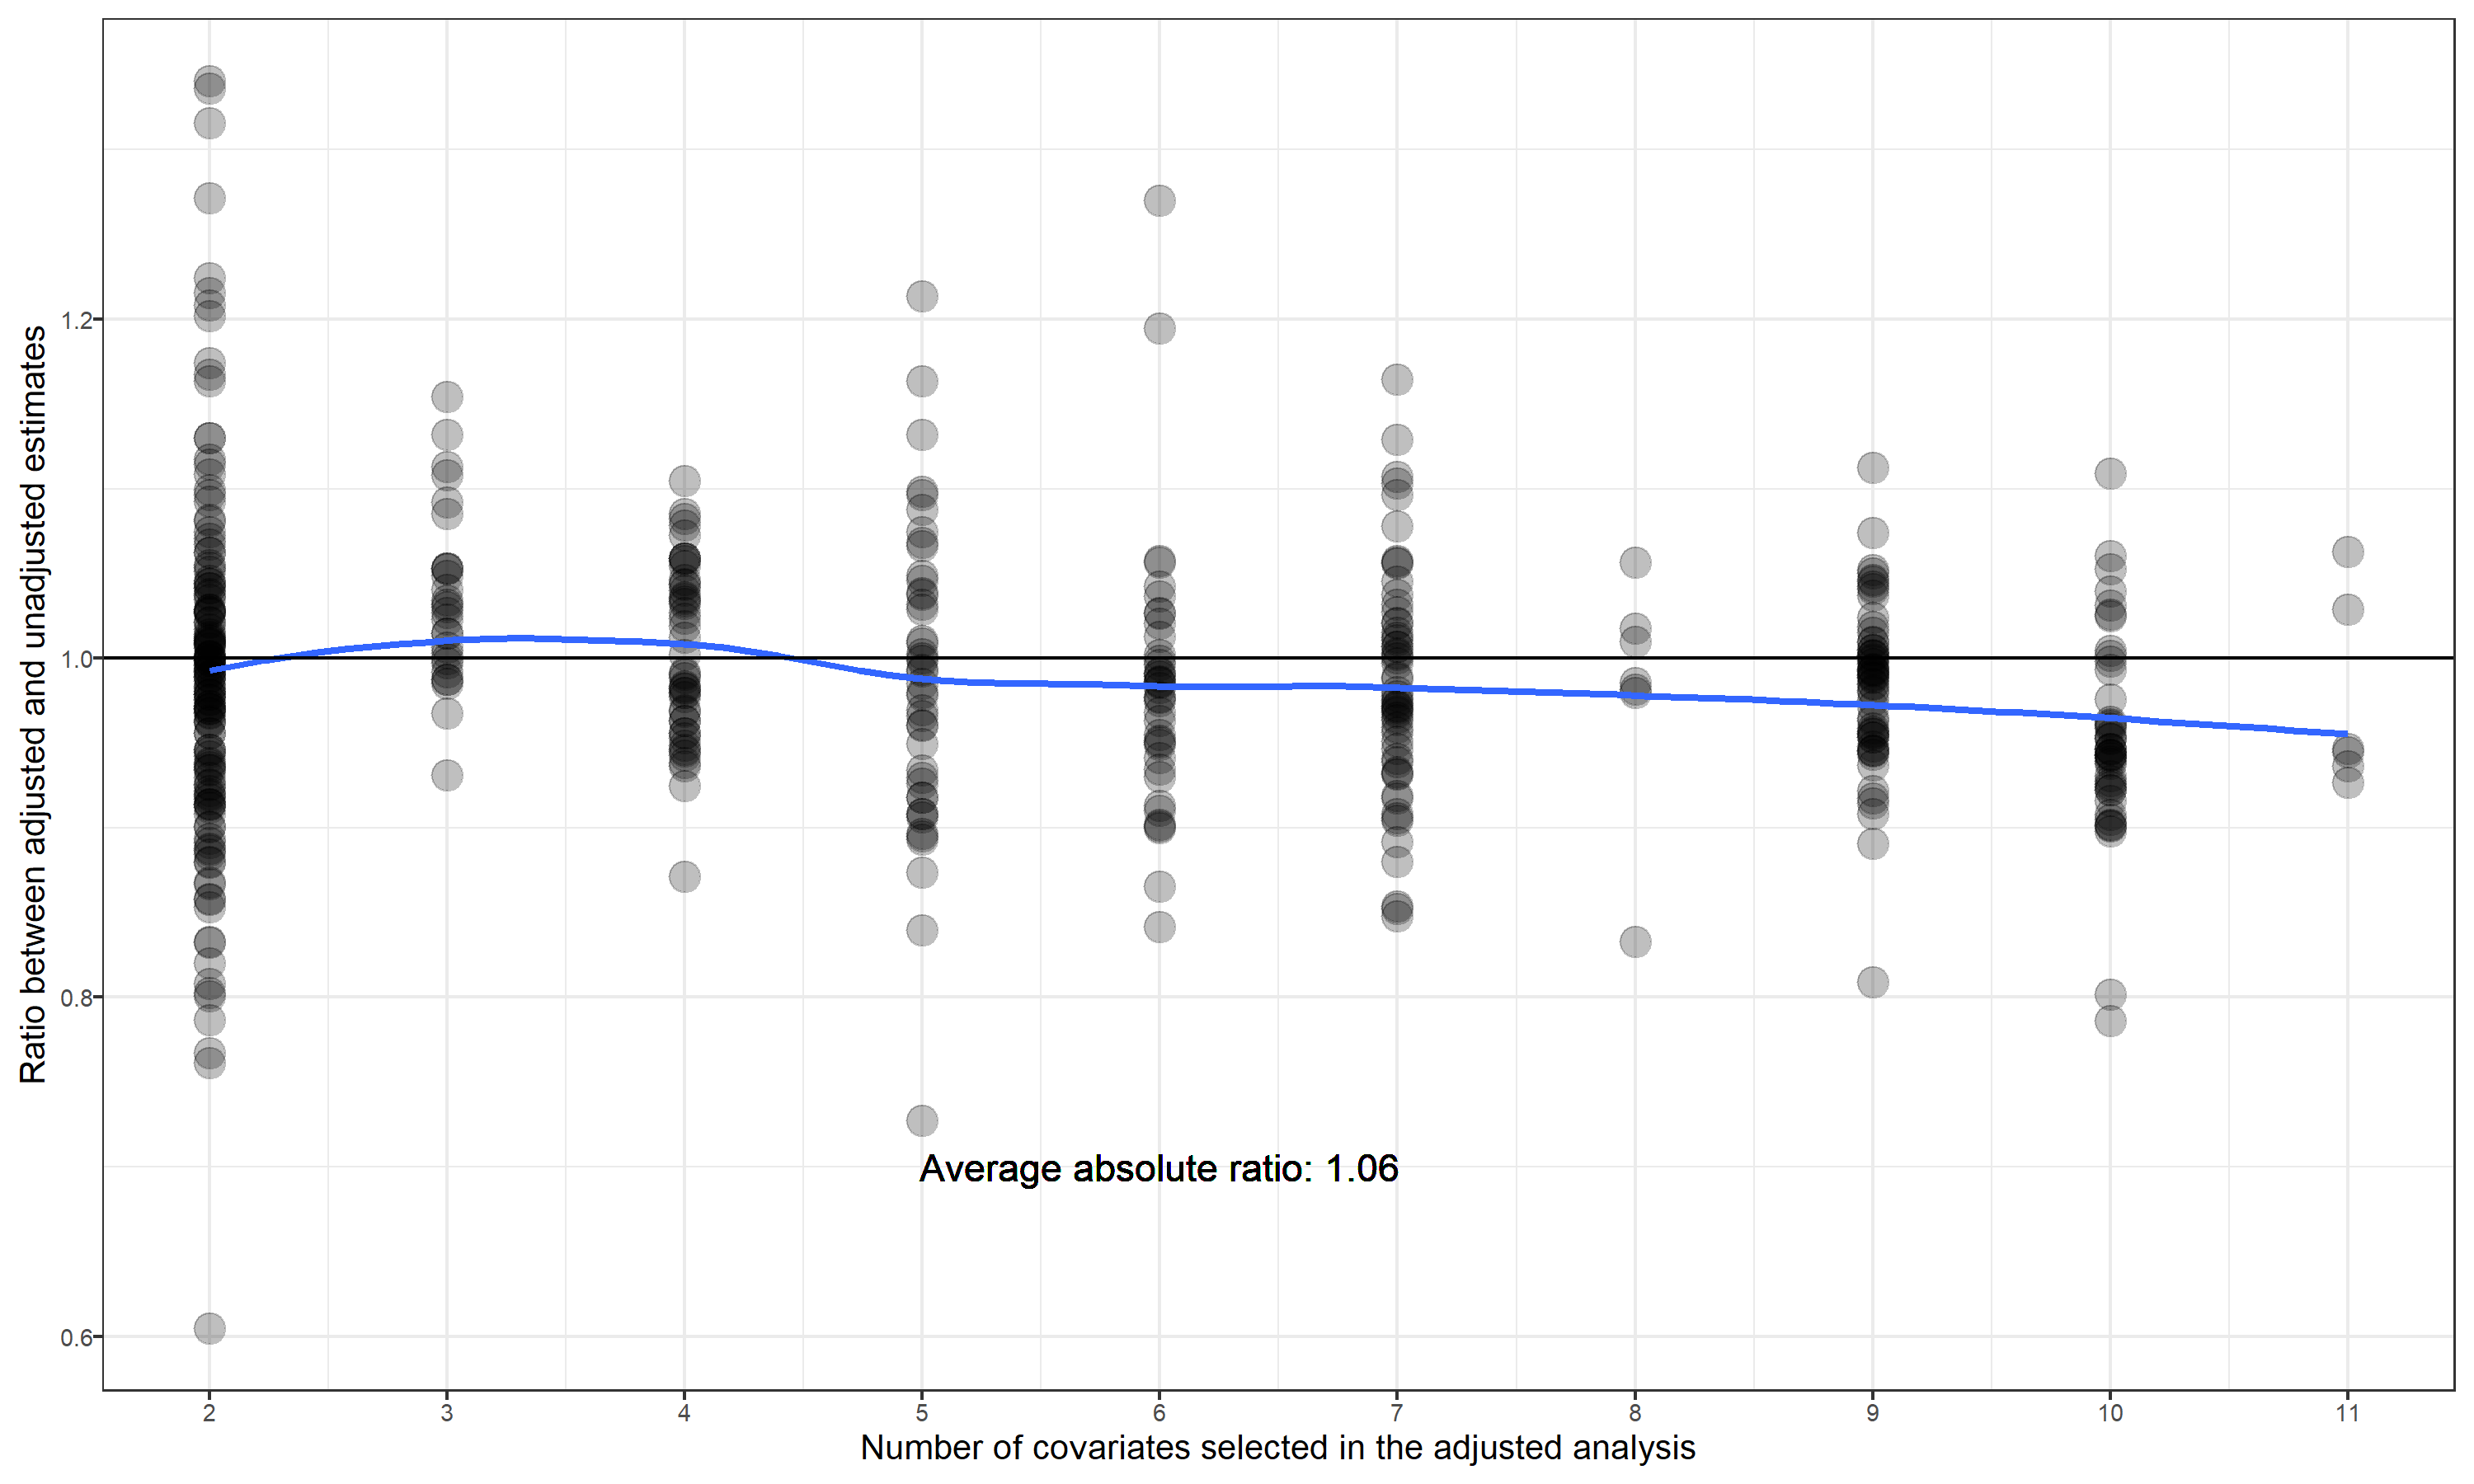 Ratio between adjusted and unadjusted estimates
1.2
1.0
0.8
0.6
Average absolute ratio: 1.06
2 3 4 5 6 7 8 9 10 11
Number of covariates selected in the adjusted analysis